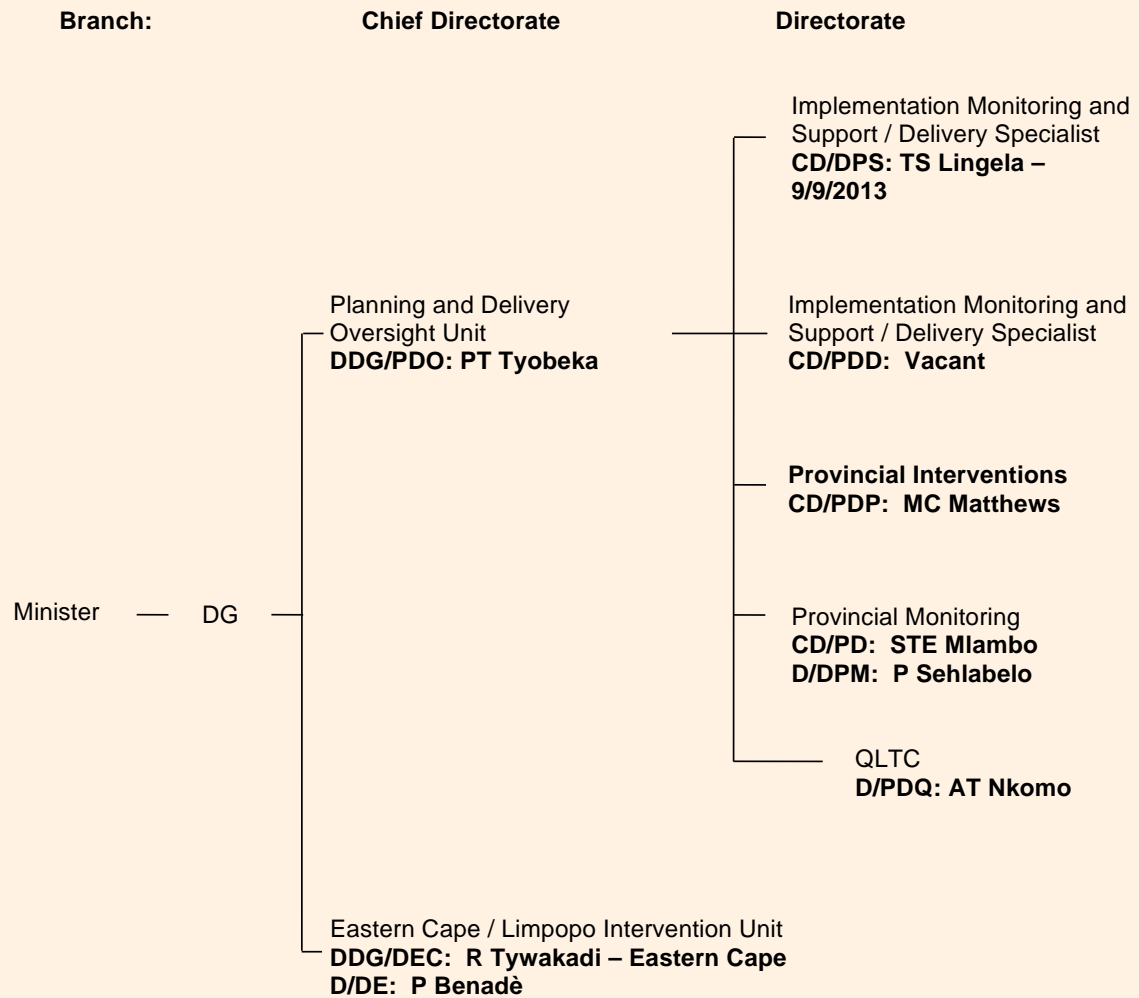 Branch:
Chief Directorate
Directorate
Implementation Monitoring and
Support / Delivery Specialist
CD/DPS: TS Lingela –
9/9/2013
Planning and Delivery
Oversight Unit
DDG/PDO: PT Tyobeka
Implementation Monitoring and
Support / Delivery Specialist
CD/PDD: Vacant
Provincial Interventions
CD/PDP: MC Matthews
Minister
DG
Provincial Monitoring
CD/PD: STE Mlambo
D/DPM: P Sehlabelo
QLTC
D/PDQ: AT Nkomo
Eastern Cape / Limpopo Intervention Unit
DDG/DEC: R Tywakadi – Eastern Cape
D/DE: P Benadè